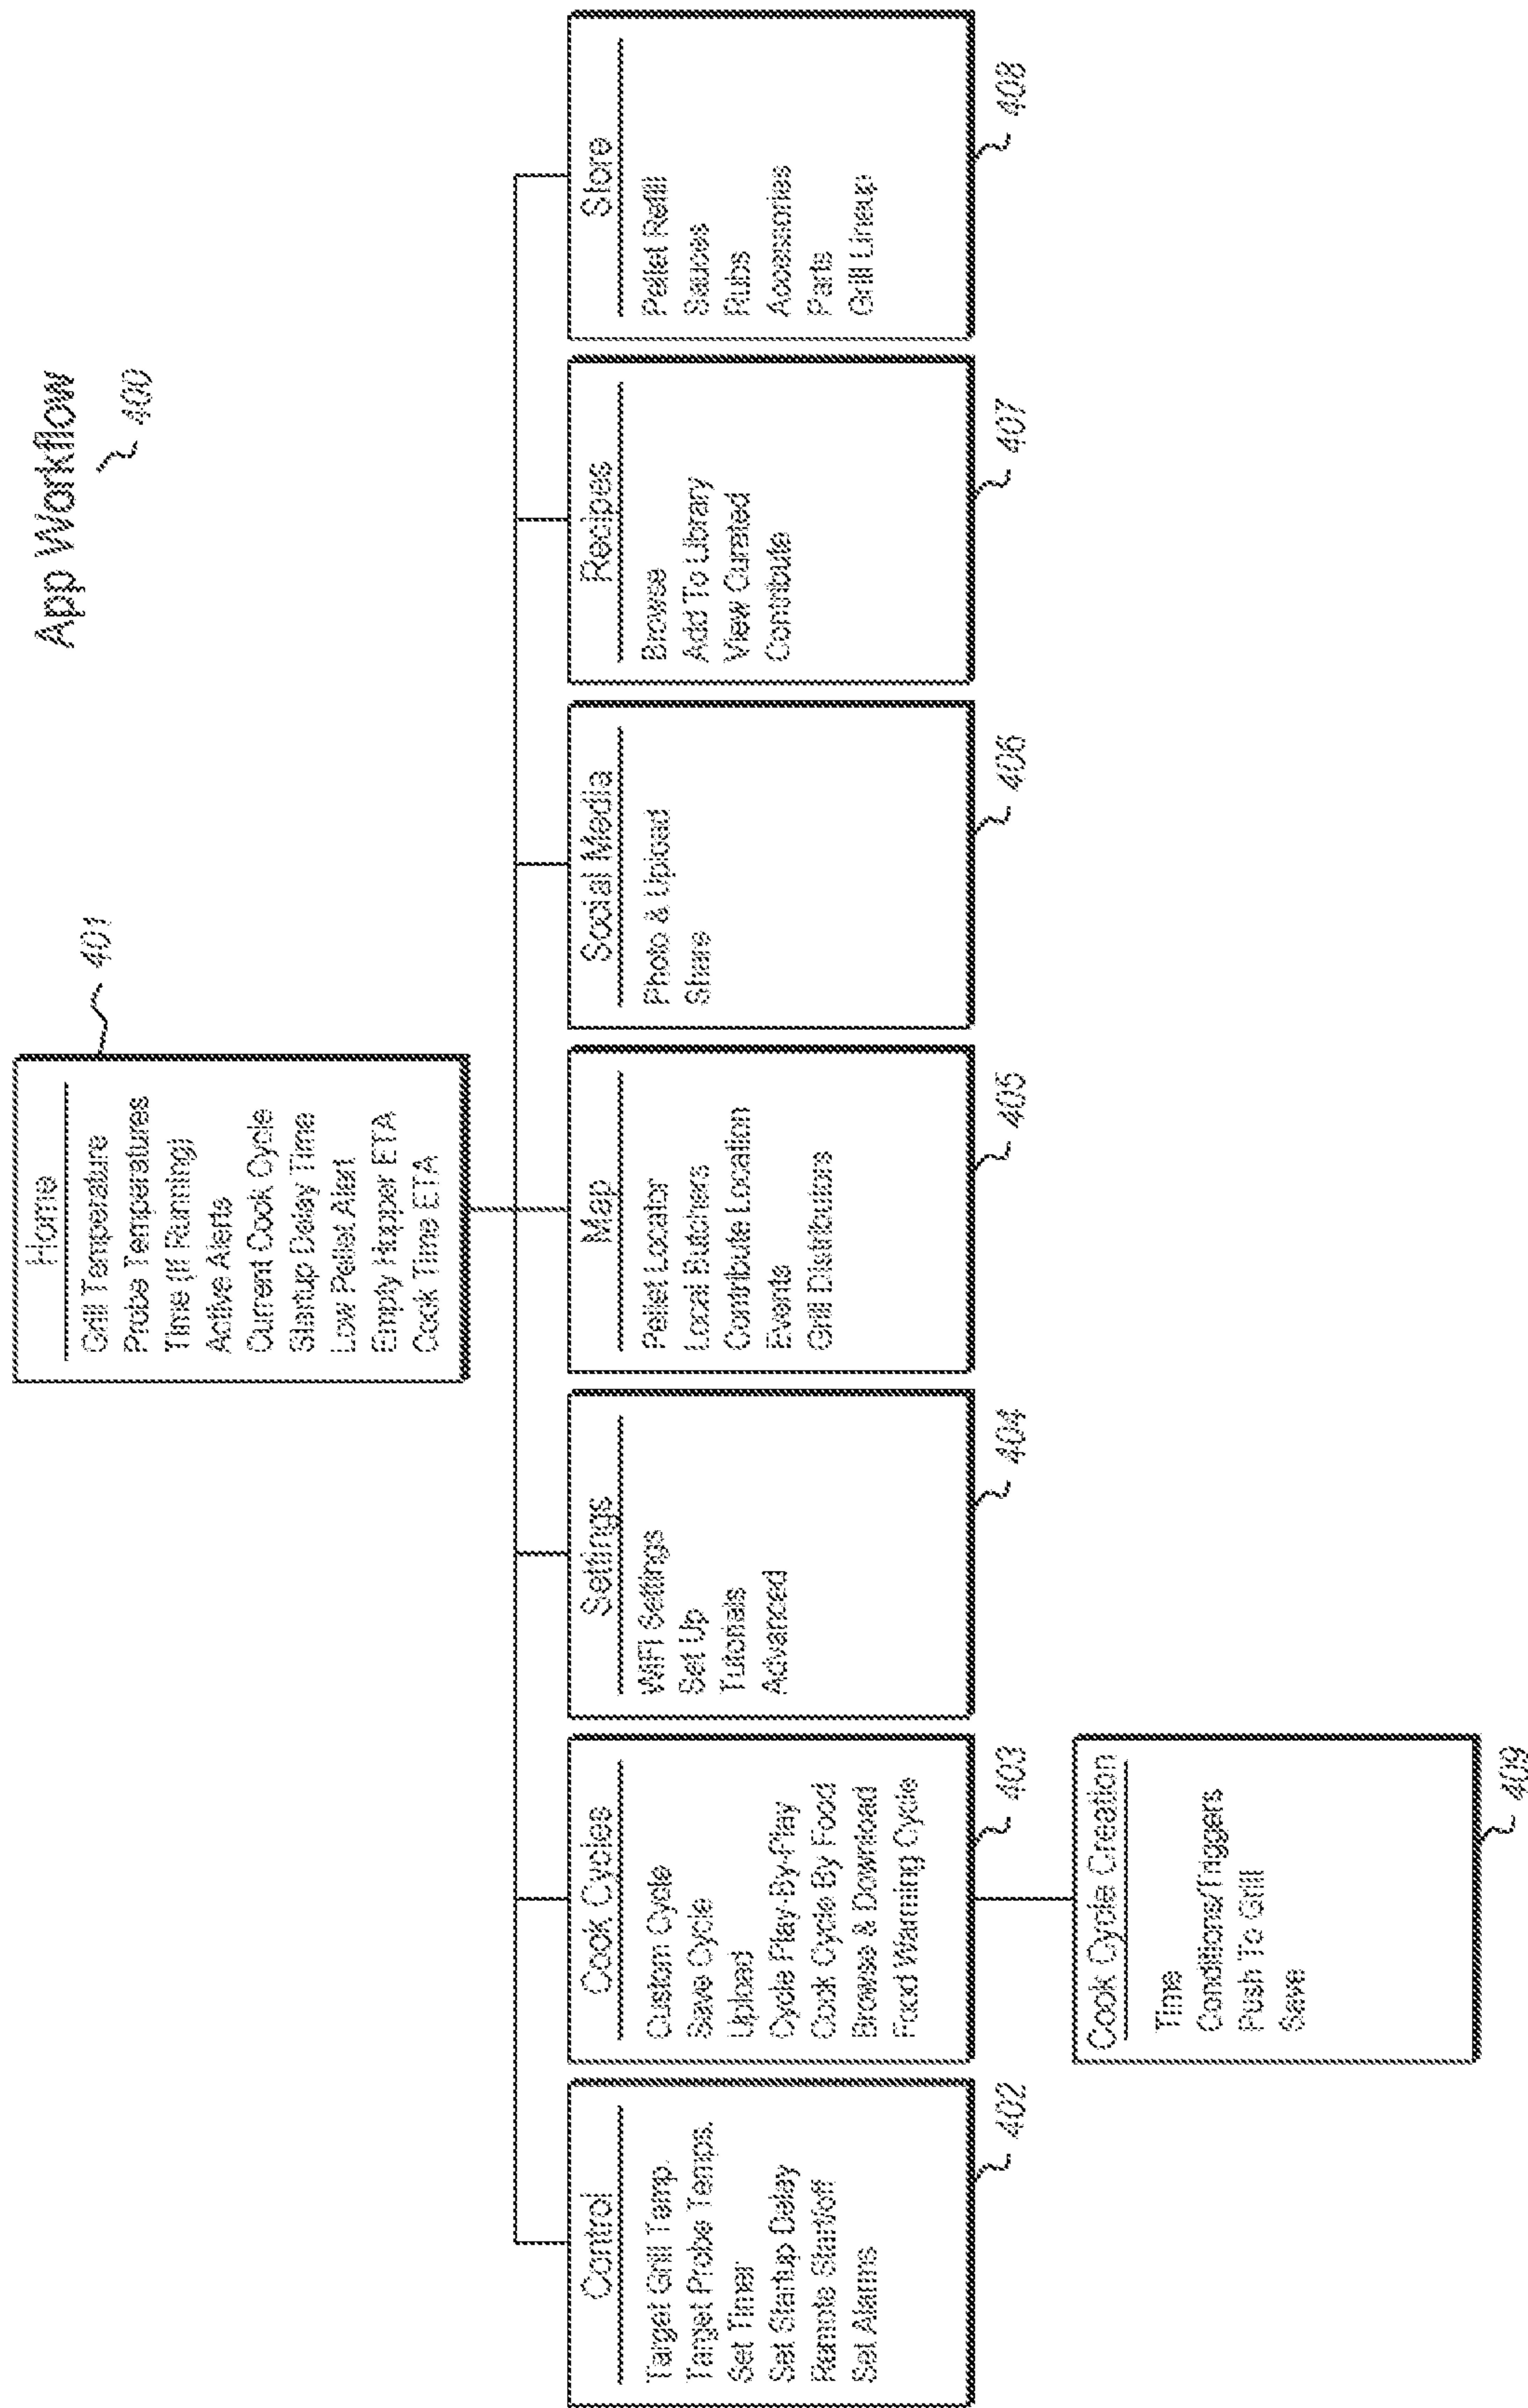 App Workflow
400
Home
Grill Temperature
Probe Temperatures
Time (If Running)
Active Alerts
Current Cook Cycle
Startup Delay Time
Low Pellet Alert
Empty Hopper ETA
Cook Time ETA
401
Control
Target Grill Temp.
Target Probe Temps.
Set Timer
Set Startup Delay
Remote Start/off
Set Alarms
402
Cook Cycles
Custom Cycle
Save Cycle
Upload
Cycle Play-By-Play
Cook Cycle By Food
Browse & Download
Food Warming Cycle
403
Settings
WiFi Settings
Set Up
Tutorials
Advanced
404
Map
Pellet Locator
Local Butchers
Contribute Location
Events
Grill Distributors
405
Social Media
Photo & Upload
Share
406
Recipes
Browse
Add To Library
View Curated
Contribute
407
Store
Pellet Refill
Sauces
Rubs
Accessories
Parts
Grill Lineup
408
Cook Cycle Creation
Time
Conditions/Triggers
Push To Grill
Save
409